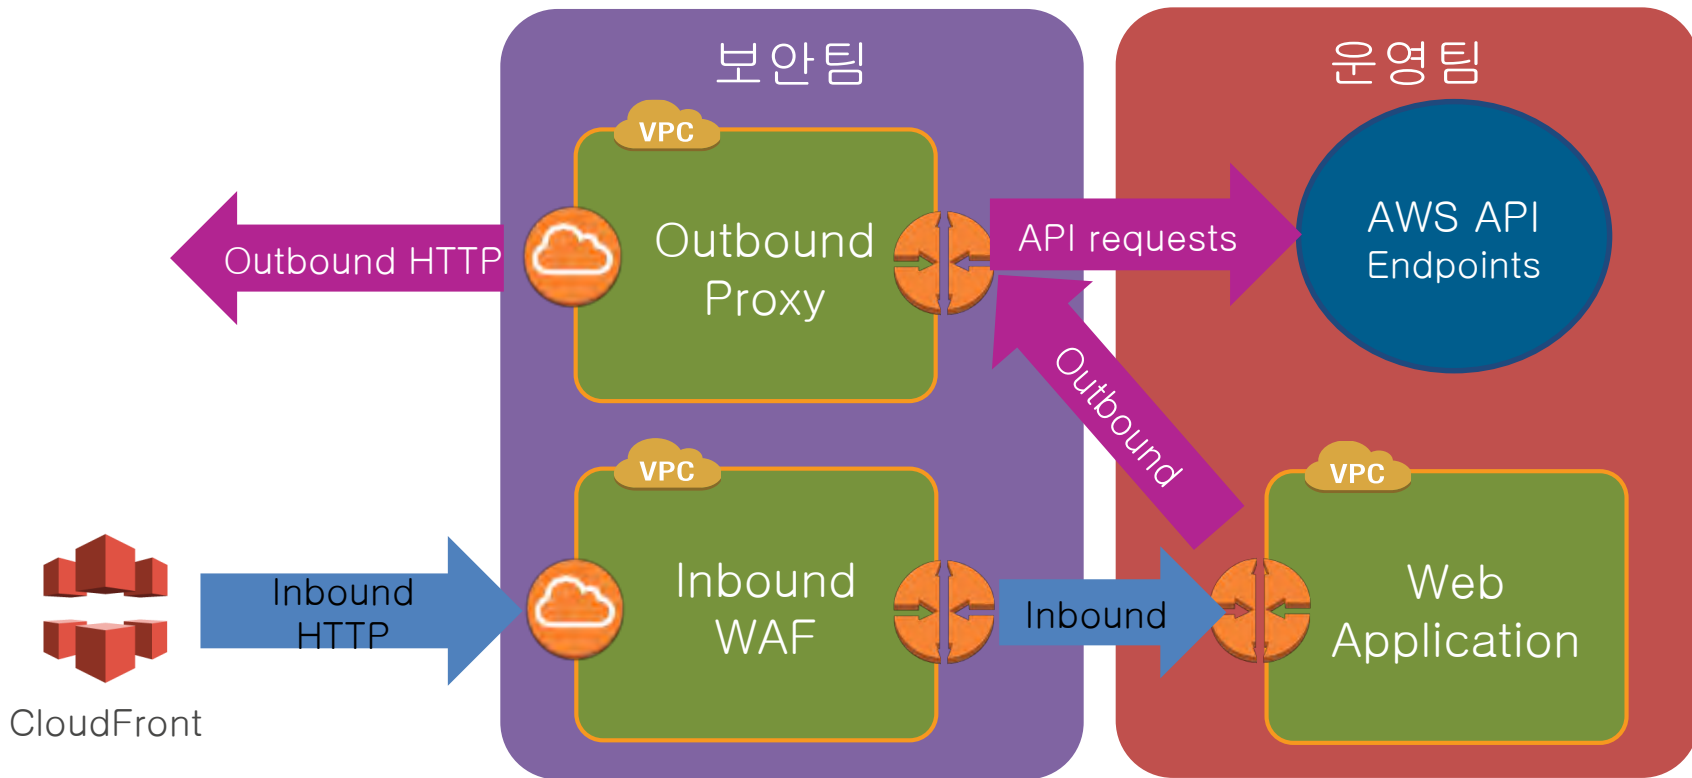 보안팀
운영팀
VPC
Outbound
Proxy
Outbound HTTP
API requests
AWS API
Endpoints
Outbound
VPC
Inbound
WAF
VPC
Web
Application
Inbound
HTTP
Inbound
CloudFront